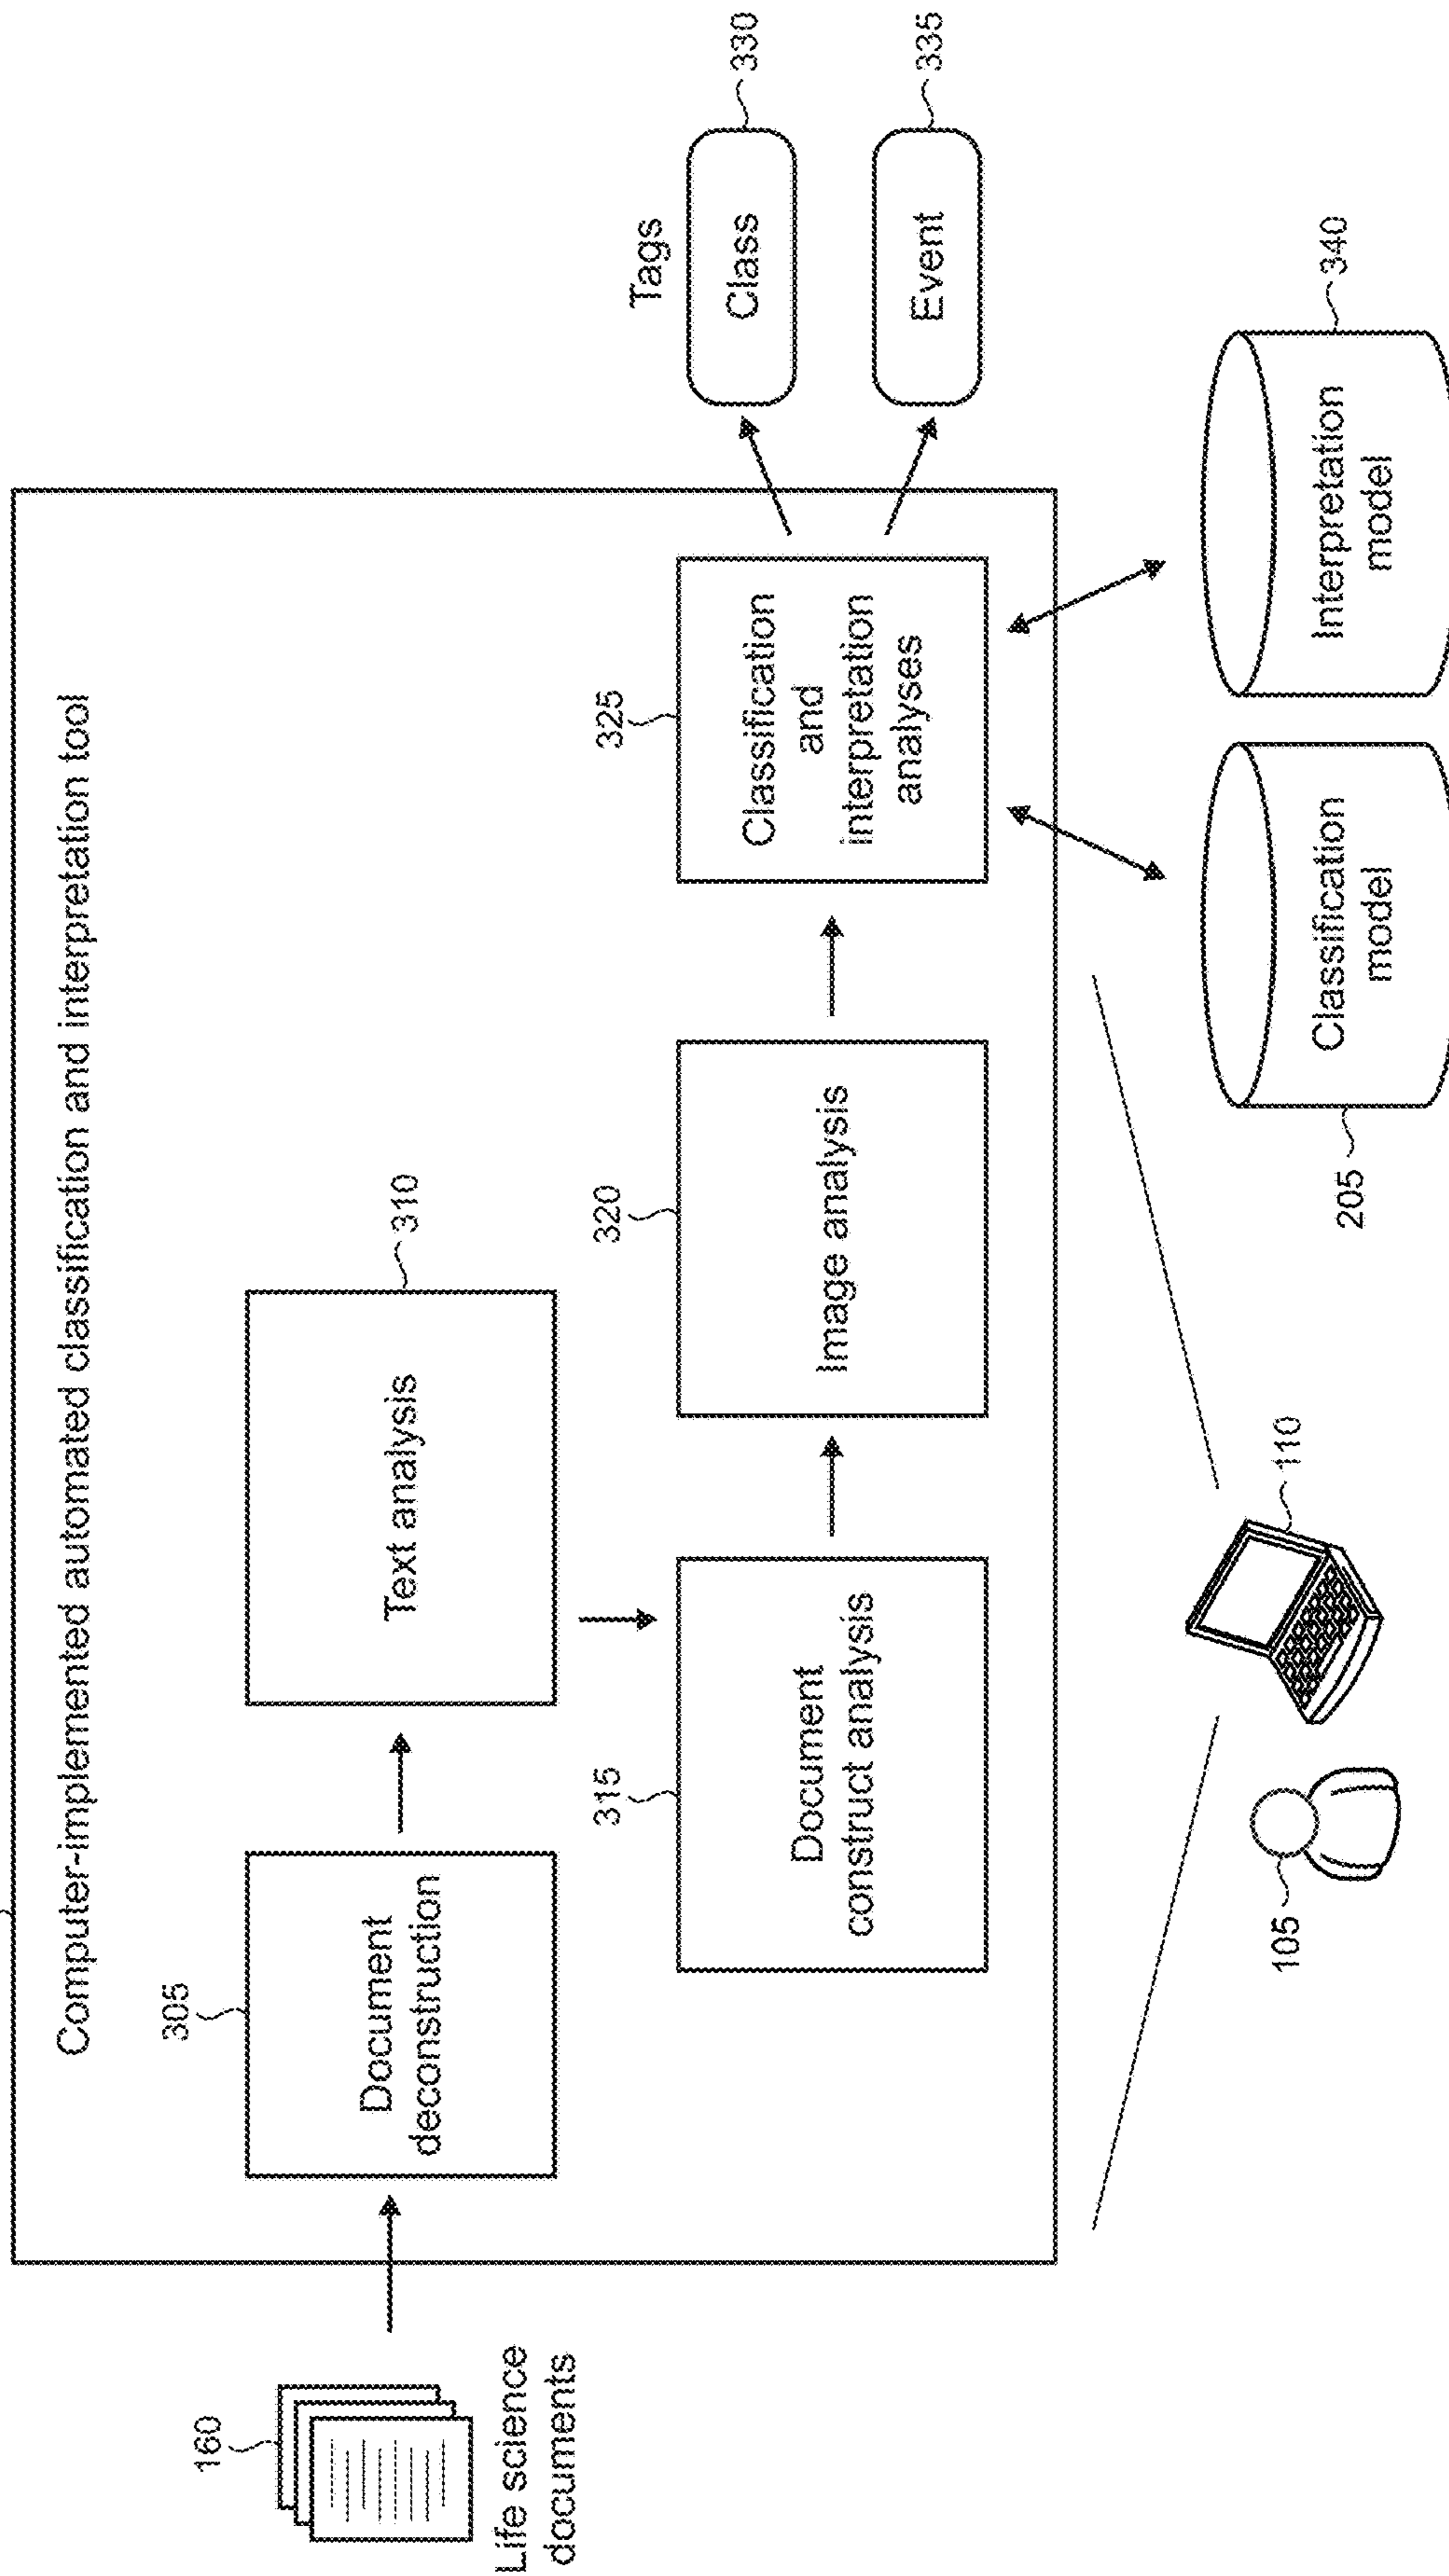 Computer-implemented automated classification and interpretation tool
160
Life science
documents
305
Document
deconstruction
310
Text analysis
315
Document
construct analysis
320
Image analysis
325
Classification
and
interpretation
analyses
Tags
Class
330
Event
335
105
110
205
Classification
model
340
Interpretation
model